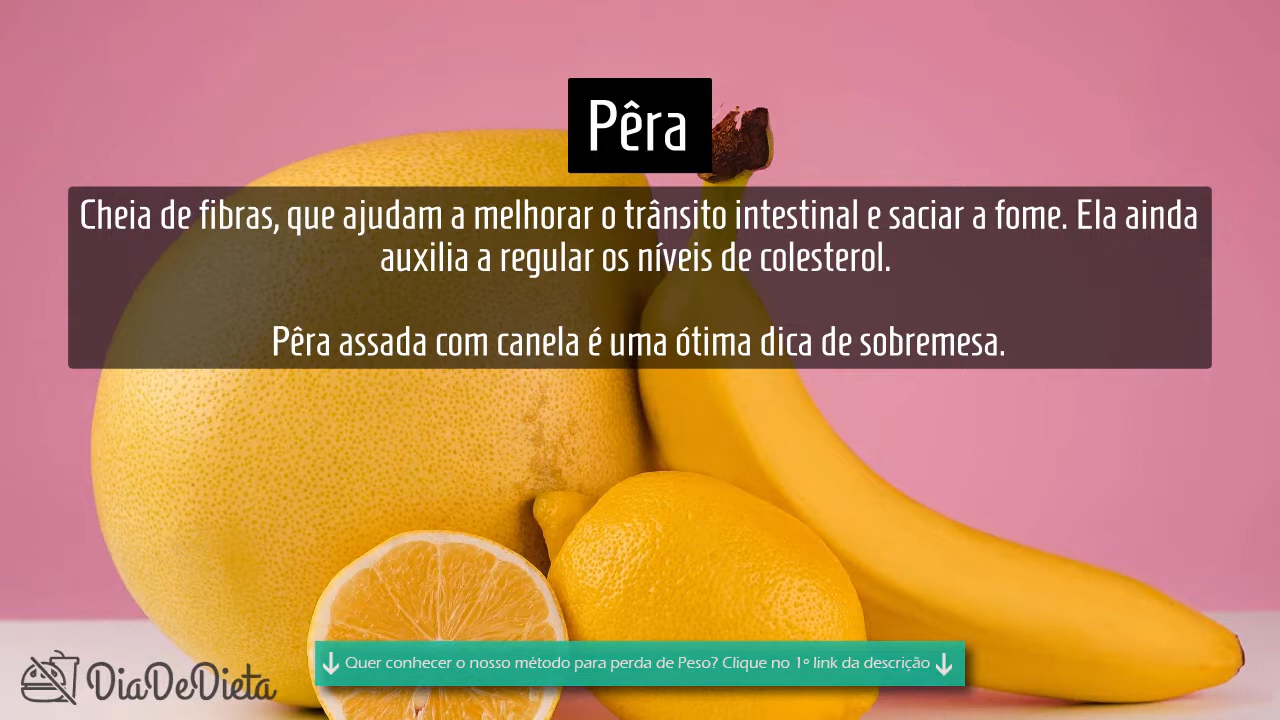 Pêra
Cheia de fibras, que ajudam a melhorar o trânsito intestinal e saciar a fome. Ela ainda
auxilia a regular os níveis de colesterol.
Pêra assada com canela é uma ótima dica de sobremesa.
↓ Quer conhecer o nosso método para perda de Peso? Clique no 1º link da descrição ↓
DiaDeDieta